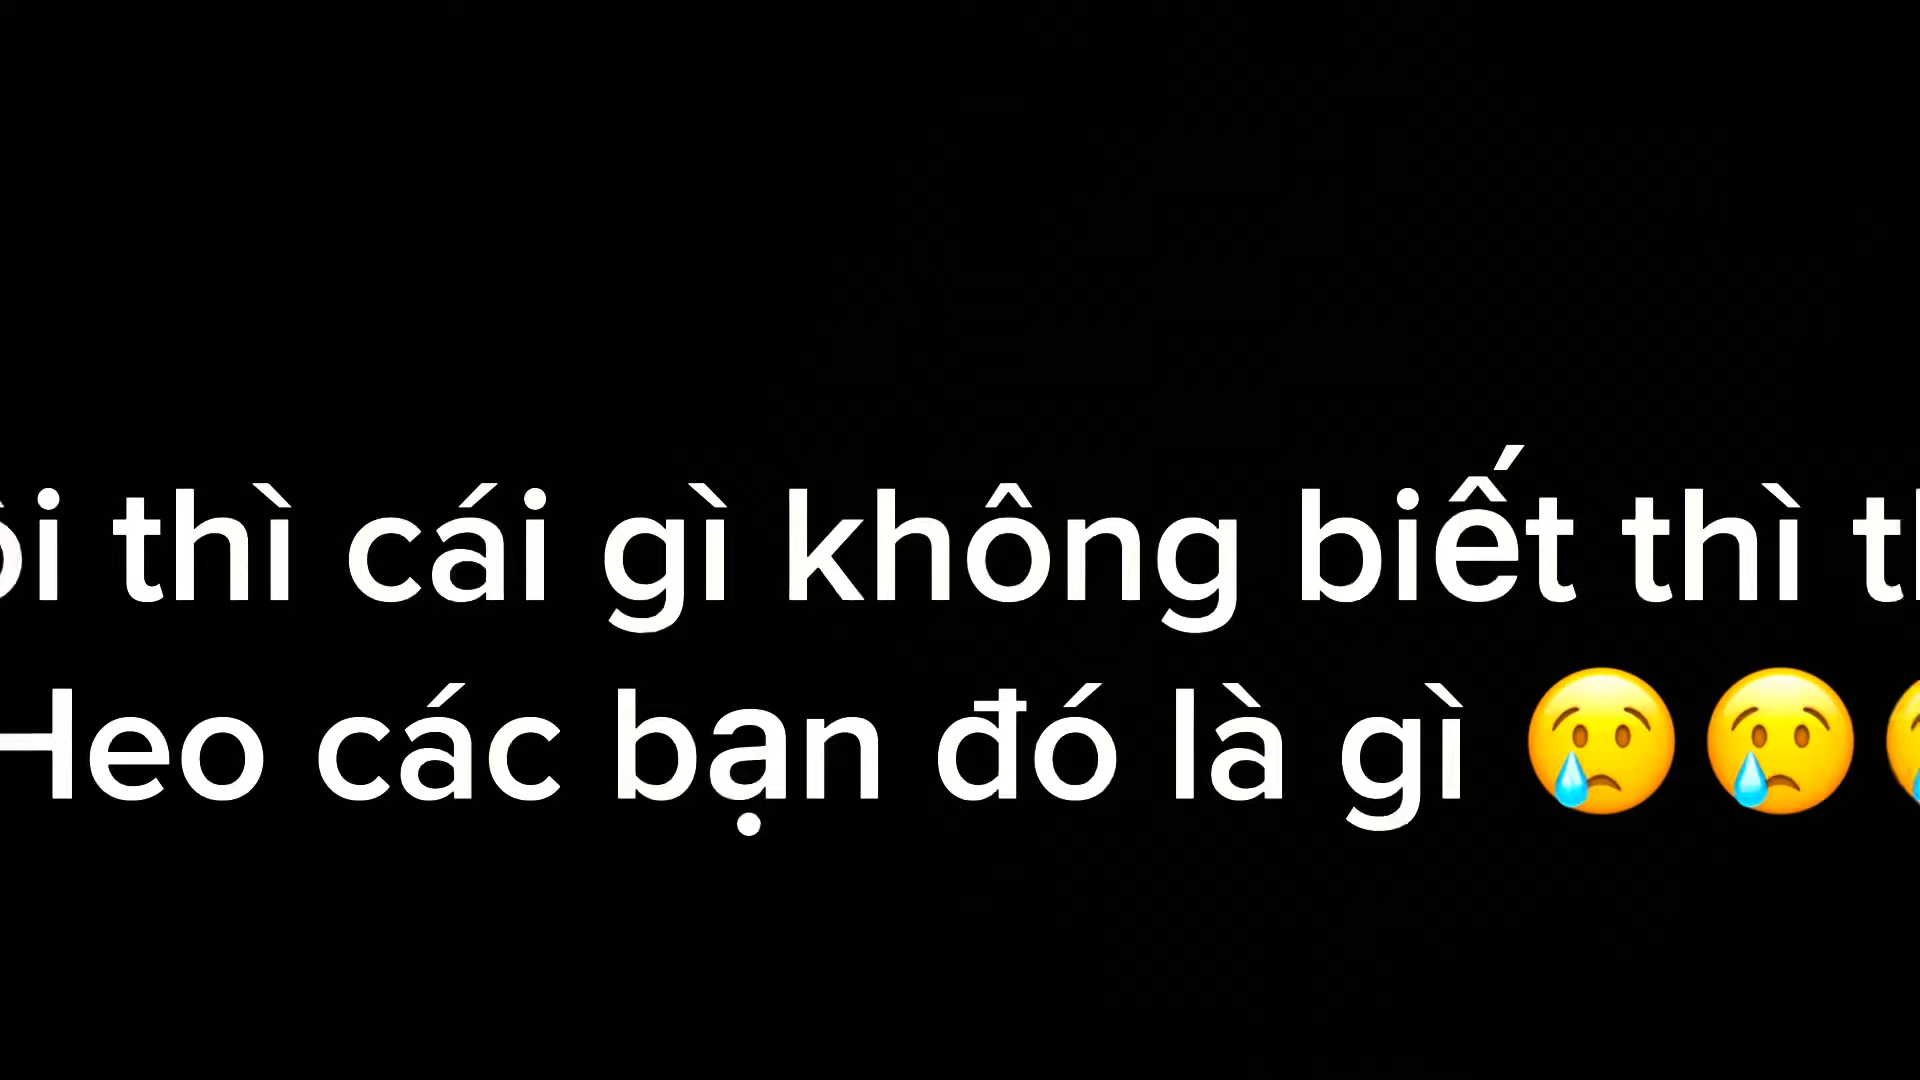 thì cái gì không biết thì
Heo các bạn đó là gì 😢😢